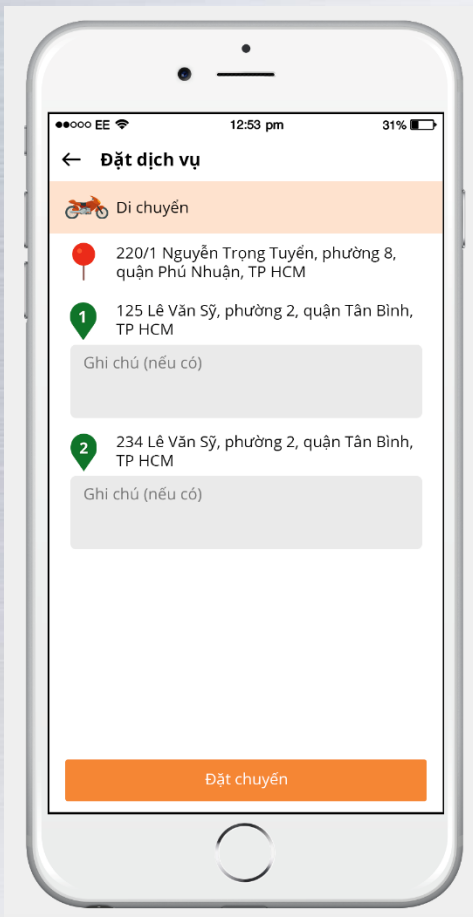 EE 12:53 pm 31%
Đặt dịch vụ
Di chuyển
220/1 Nguyễn Trọng Tuyển, phường 8,
quận Phú Nhuận, TP HCM
1
125 Lê Văn Sỹ, phường 2, quận Tân Bình,
TP HCM
Ghi chú (nếu có)
2
234 Lê Văn Sỹ, phường 2, quận Tân Bình,
TP HCM
Ghi chú (nếu có)
Đặt chuyến